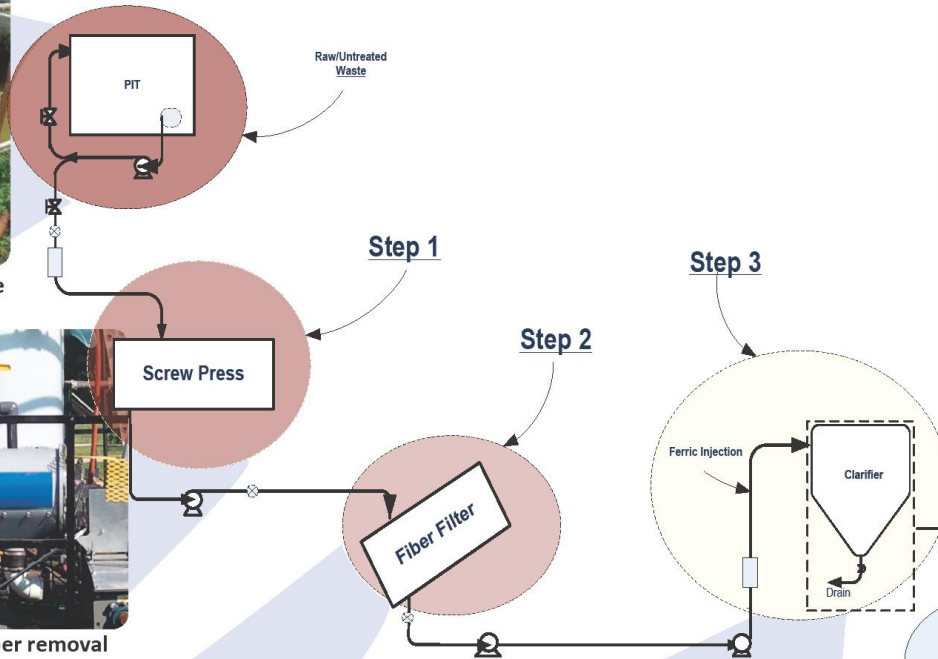 Raw/Untreated
Waste
PIT
Step 1
Step 3
e
Step 2
Screw Press
Ferric Injection
Clarifier
Fiber Filter
Drain
er removal